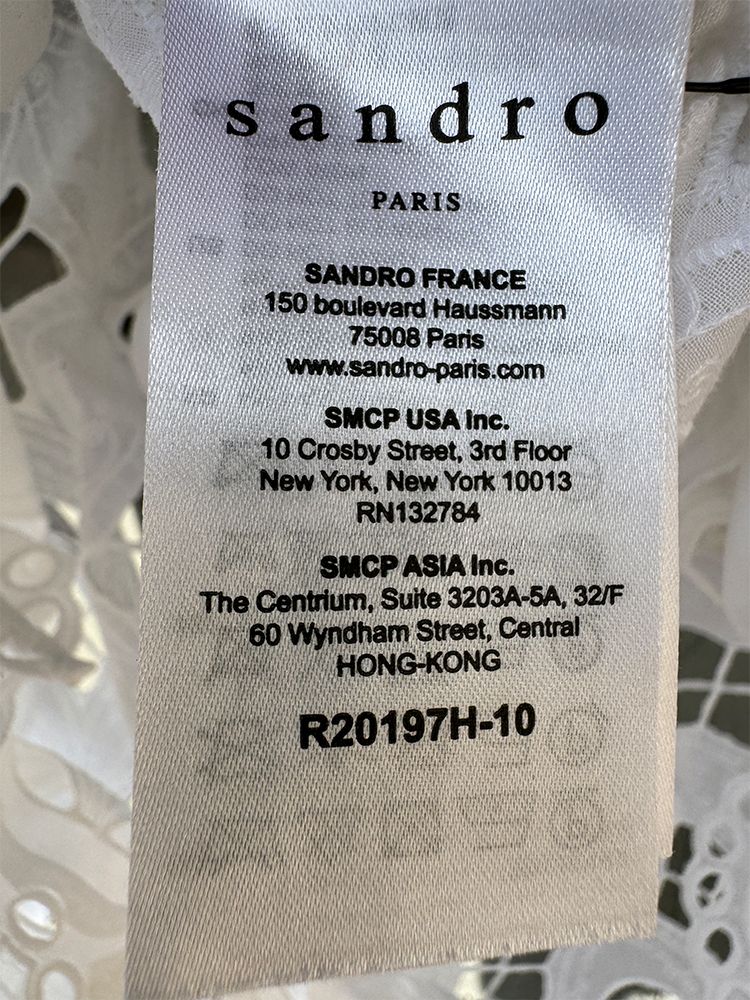 sandro
PARIS
SANDRO FRANCE
150 boulevard Haussmann
75008 Paris
www.sandro-paris.com
SMCP USA Inc.
10 Crosby Street, 3rd Floor
New York, New York 10013
RN132784
SMCP ASIA Inc.
The Centrium, Suite 3203A-5A, 32/F
60 Wyndham Street, Central
HONG-KONG
R20197H-10